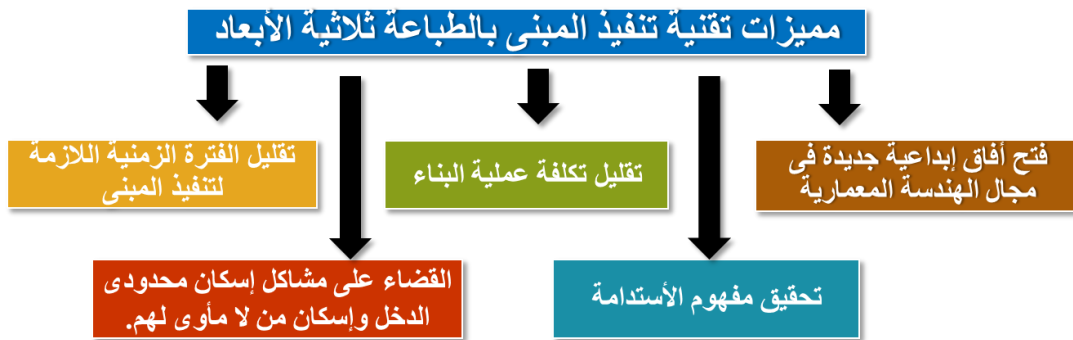 مميزات تقنية تنفيذ المبنى بالطباعة ثلاثية الأبعاد
فتح أفاق إبداعية جديدة فى
مجال الهندسة المعمارية
تقليل تكلفة عملية البناء
تقليل الفترة الزمنية اللازمة
لتنفيذ المبنى
تحقيق مفهوم الأستدامة
القضاء على مشاكل إسكان محدودى
الدخل وإسكان من لا مأوى لهم.